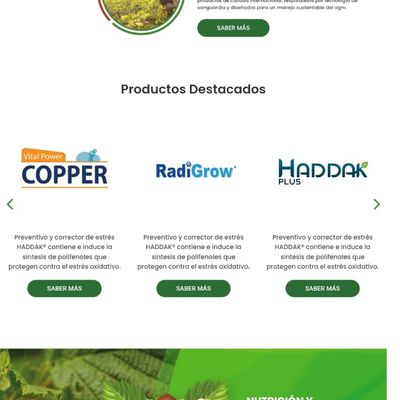 productos de calidad internacional, respaldados por tecnología de
vanguardia y diseñados para un manejo sustentable del agro.
SABER MÁS
Productos Destacados
Vital Power
COPPER
RadiGrow®
HADDAK
PLUS
Preventivo y corrector de estrés
HADDAK® contiene e induce la
síntesis de polifenoles que
protegen contra el estrés oxidativo.
SABER MÁS
Preventivo y corrector de estrés
HADDAK® contiene e induce la
síntesis de polifenoles que
protegen contra el estrés oxidativo.
SABER MÁS
Preventivo y corrector de estrés
HADDAK® contiene e induce la
síntesis de polifenoles que
protegen contra el estrés oxidativo.
SABER MÁS
NUTRICIÓN Y